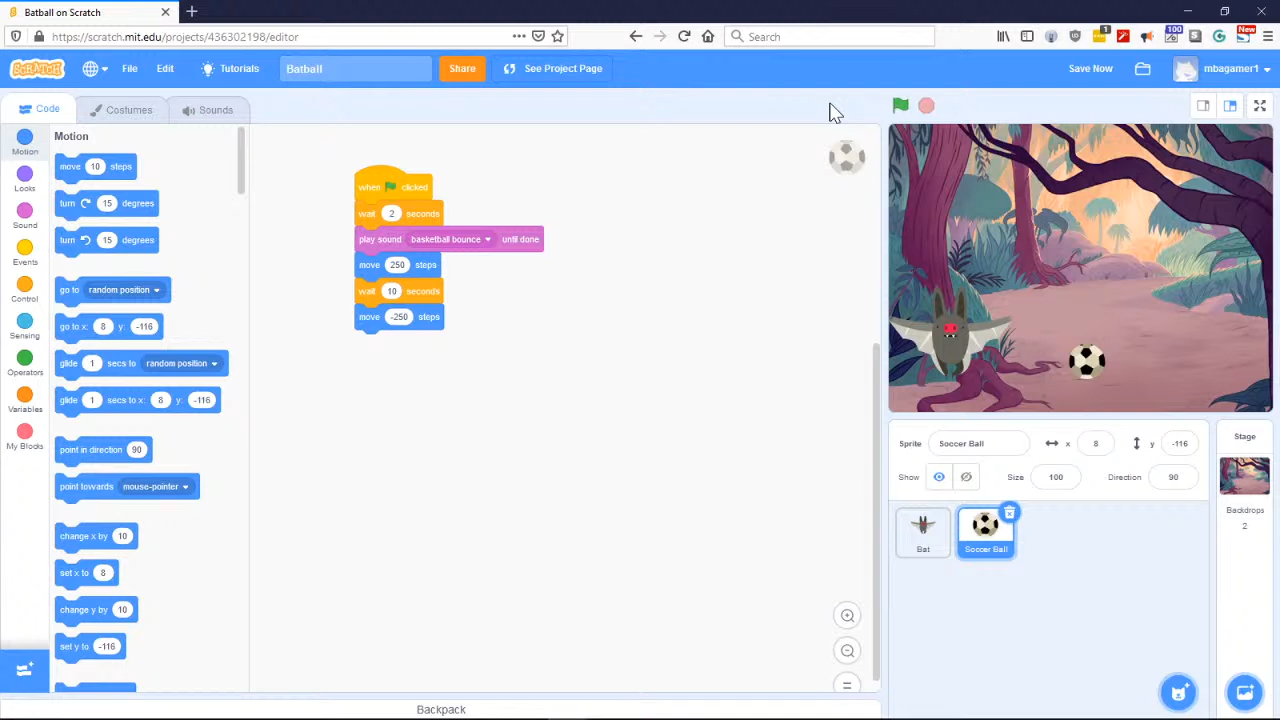 Batball on Scratch
https://scratch.mit.edu/projects/436302198/editor
Search
1
100
New
SCRATCH
File
Edit
Tutorials
Batball
Share
See Project Page
Save Now
mbagamer1
Code
Costumes
Sounds
Motion
Looks
Sound
Events
Control
Sensing
Operators
Variables
My Blocks
Motion
move 10 steps
turn 15 degrees
turn 15 degrees
go to random position
go to x: 8 y: -116
glide 1 secs to random position
glide 1 secs to x: 8 y: -116
point in direction 90
point towards mouse-pointer
change x by 10
set x to 8
change y by 10
set y to -116
when clicked
wait 2 seconds
play sound basketball bounce until done
move 250 steps
wait 10 seconds
move -250 steps
Sprite Soccer Ball x 8 y -116
Show Size 100 Direction 90
Bat
Soccer Ball
Stage
Backdrops
2
Backpack